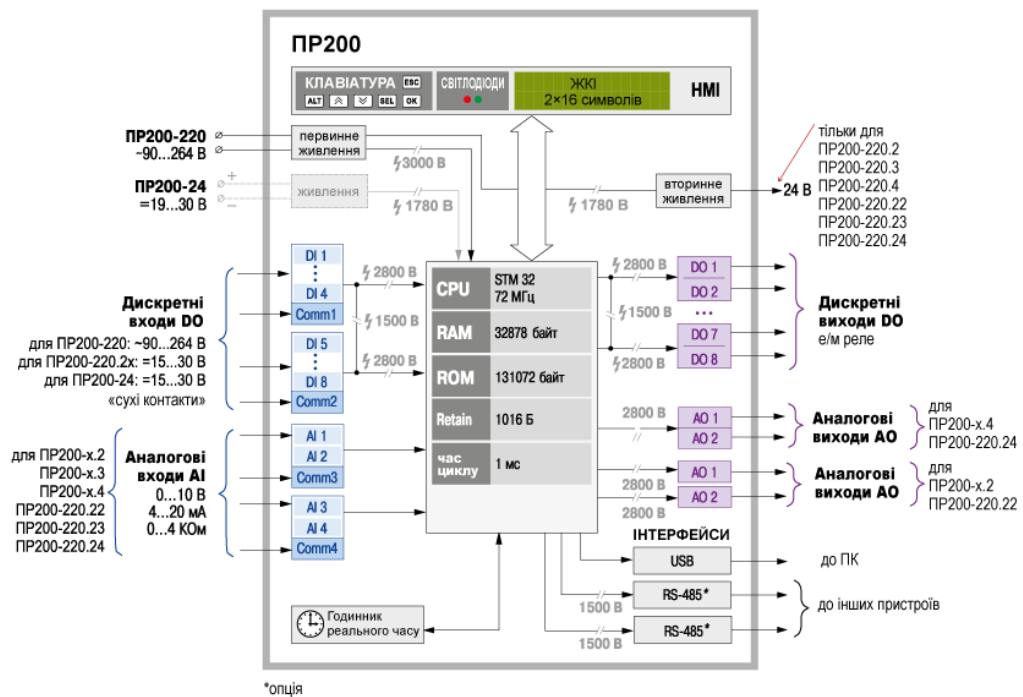 ПР200
КЛАВІАТУРА ESC
ALT SEL OK
СВІТЛОДІОДИ
ЖКІ
2×16 символів
HMI
ПР200-220
~90...264 В
первинне
живлення
3000 В
ПР200-24
=19...30 В
+
–
живлення
1780 В
1780 В
вторинне
живлення
24 В
тільки для
ПР200-220.2
ПР200-220.3
ПР200-220.4
ПР200-220.22
ПР200-220.23
ПР200-220.24
Дискретні
входи DO
для ПР200-220: ~90...264 В
для ПР200-220.2х: =15...30 В
для ПР200-24: =15...30 В
«сухі контакти»
DI 1
DI 4
Comm1
DI 5
DI 8
Comm2
2800 В
1500 В
2800 В
CPU
STM 32
72 МГц
RAM
32878 байт
ROM
131072 байт
Retain
1016 Б
час
циклу
1 мс
2800 В
1500 В
2800 В
DO 1
DO 2
...
DO 7
DO 8
Дискретні
виходи DO
е/м реле
для ПР200-х.2
ПР200-х.3
ПР200-х.4
ПР200-220.22
ПР200-220.23
ПР200-220.24
Аналогові
входи AI
0...10 В
4...20 мА
0...4 КОм
AI 1
AI 2
Comm3
AI 3
AI 4
Comm4
2800 В
AO 1
AO 2
Аналогові
виходи AO
для
ПР200-х.4
ПР200-220.24
2800 В
2800 В
AO 1
AO 2
Аналогові
виходи AO
для
ПР200-х.2
ПР200-220.22
ІНТЕРФЕЙСИ
USB
до ПК
1500 В
RS-485*
1500 В
RS-485*
до інших пристроїв
Годинник
реального часу
*опція